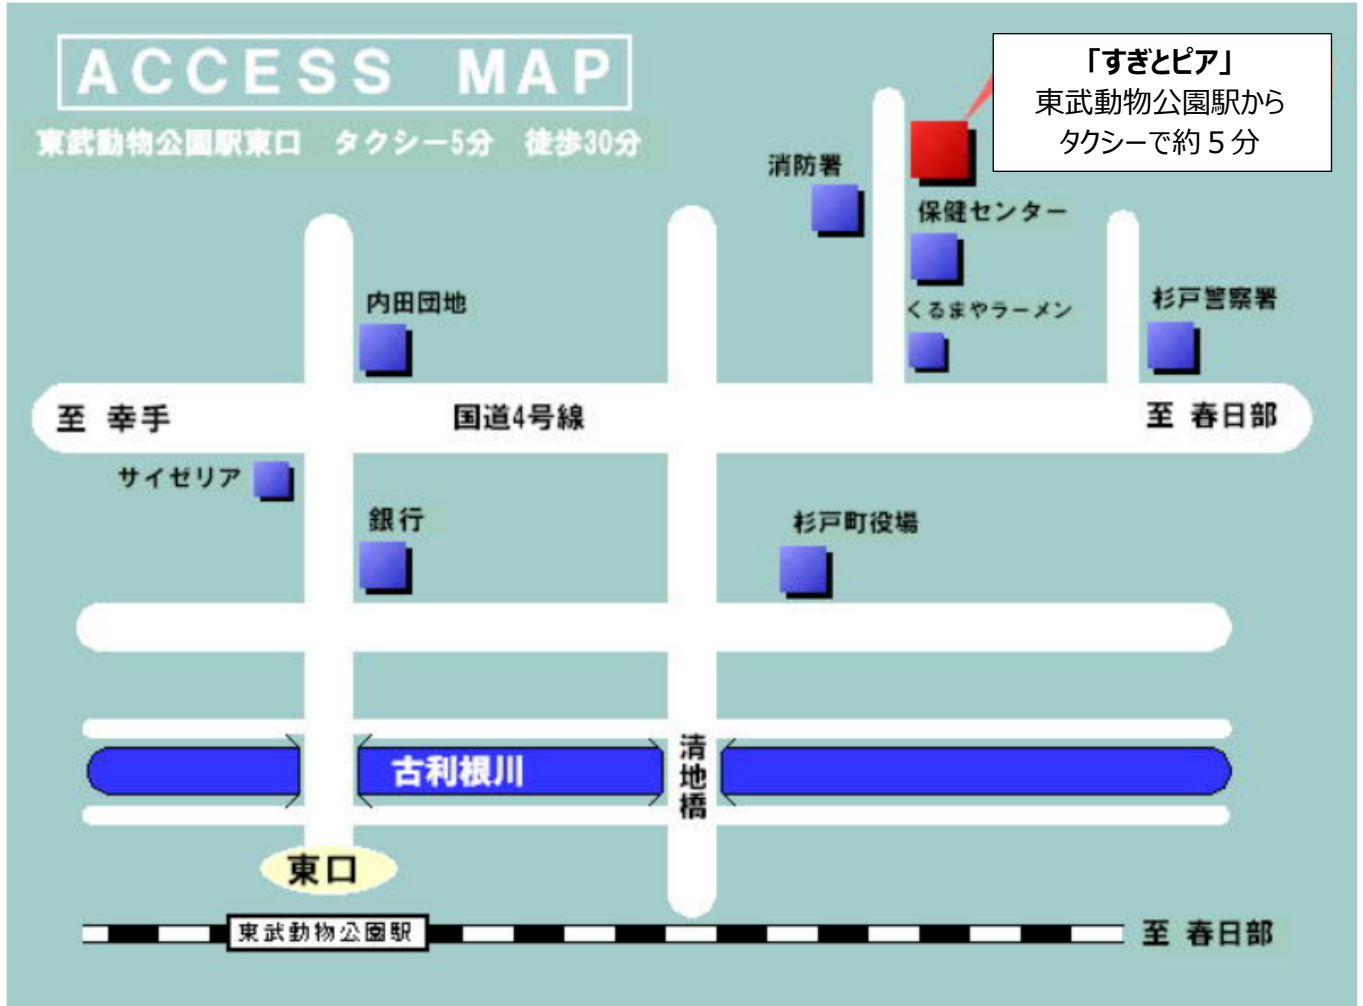 ACCESS MAP
東武動物公園駅東口 タクシー5分 徒歩30分
「すぎとピア」
東武動物公園駅から
タクシーで約5分
消防署
保健センター
くるまやラーメン
杉戸警察署
内田団地
至 幸手
国道4号線
至 春日部
サイゼリア
銀行
杉戸町役場
古利根川
清地橋
東口
東武動物公園駅
至 春日部